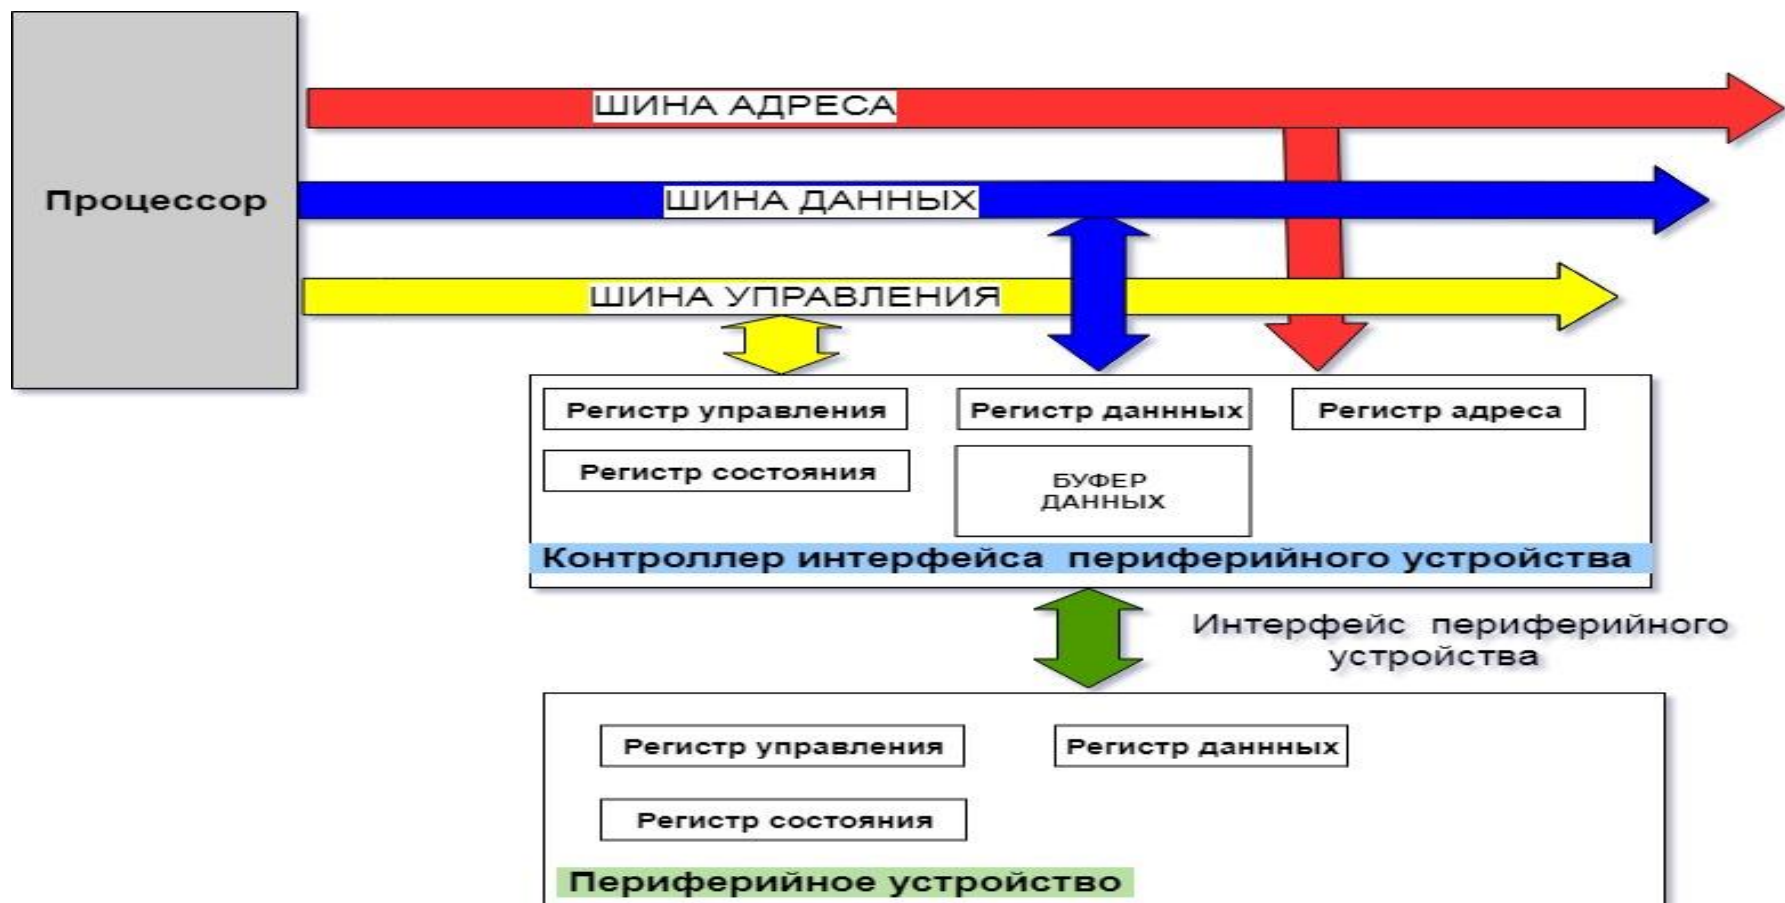 ШИНА АДРЕСА
Процессор
ШИНА ДАННЫХ
ШИНА УПРАВЛЕНИЯ
Регистр управления
Регистр даннных
Регистр адреса
Регистр состояния
БУФЕР
ДАННЫХ
Контроллер интерфейса периферийного устройства
Интерфейс периферийного
устройства
Регистр управления
Регистр даннных
Регистр состояния
Периферийное устройство